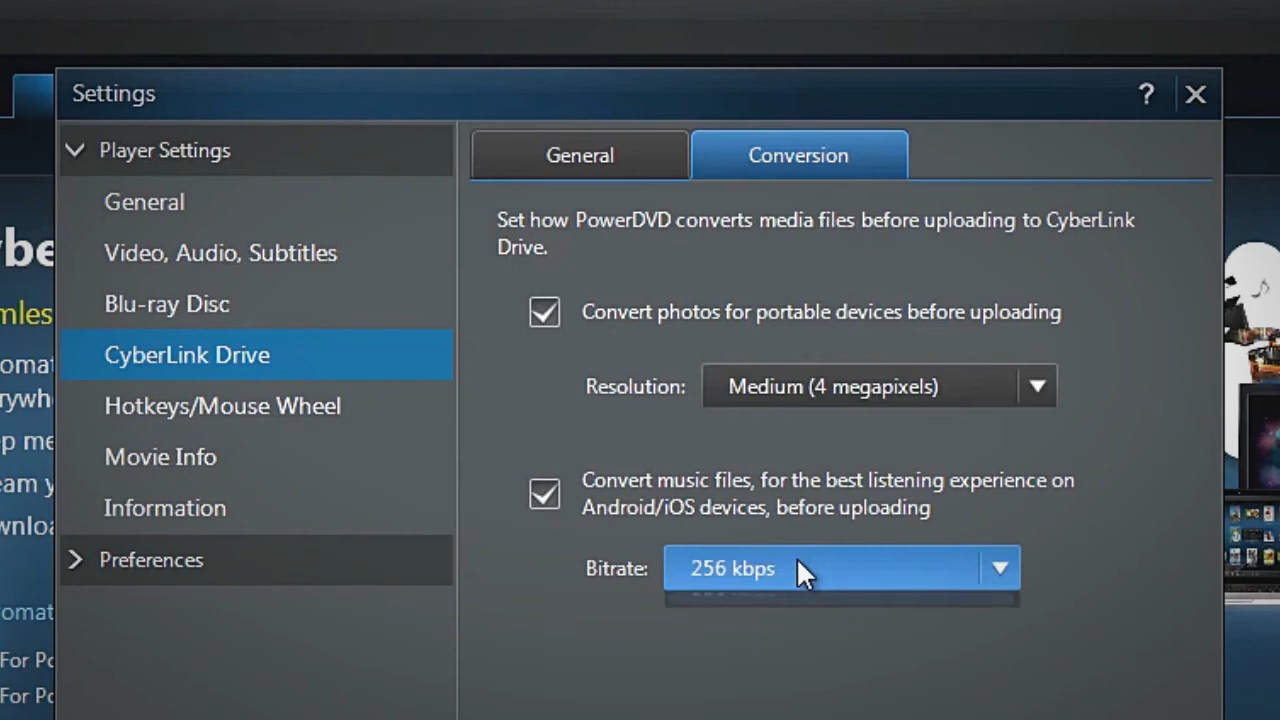 Settings
?
Player Settings
General
Video, Audio, Subtitles
Blu-ray Disc
CyberLink Drive
Hotkeys/Mouse Wheel
Movie Info
Information
Preferences
General
Conversion
Set how PowerDVD converts media files before uploading to CyberLink
Drive.
Convert photos for portable devices before uploading
Resolution:
Medium (4 megapixels)
Convert music files, for the best listening experience on
Android/iOS devices, before uploading
Bitrate:
256 kbps